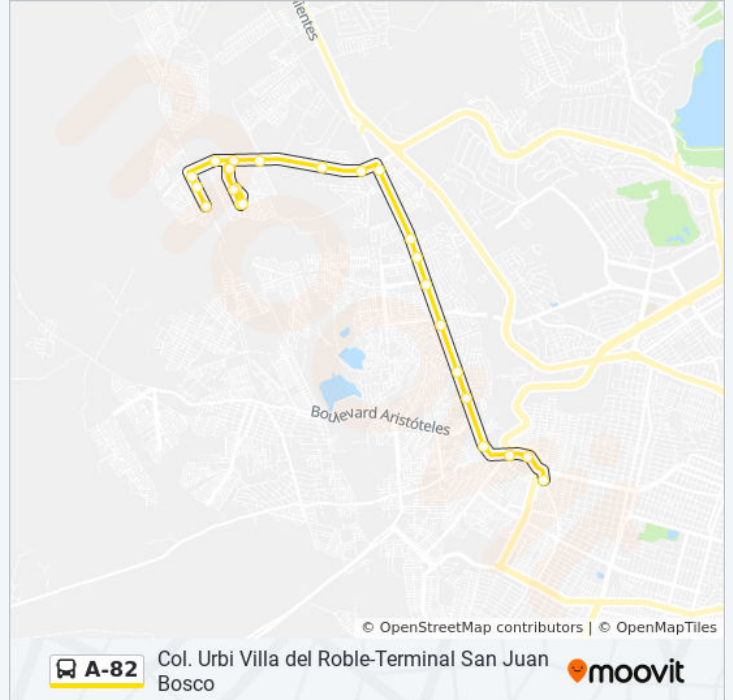 ientes
Boulevard Aristóteles
© OpenStreetMap contributors | © OpenMapTiles
A-82
Col. Urbi Villa del Roble-Terminal San Juan
Bosco
moovit